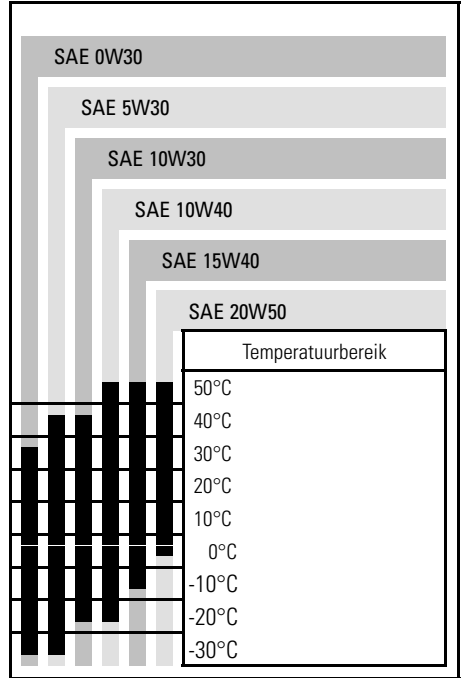 SAE 0W30
SAE 5W30
SAE 10W30
SAE 10W40
SAE 15W40
SAE 20W50
Temperatuurbereik
50°C
40°C
30°C
20°C
10°C
0°C
-10°C
-20°C
-30°C